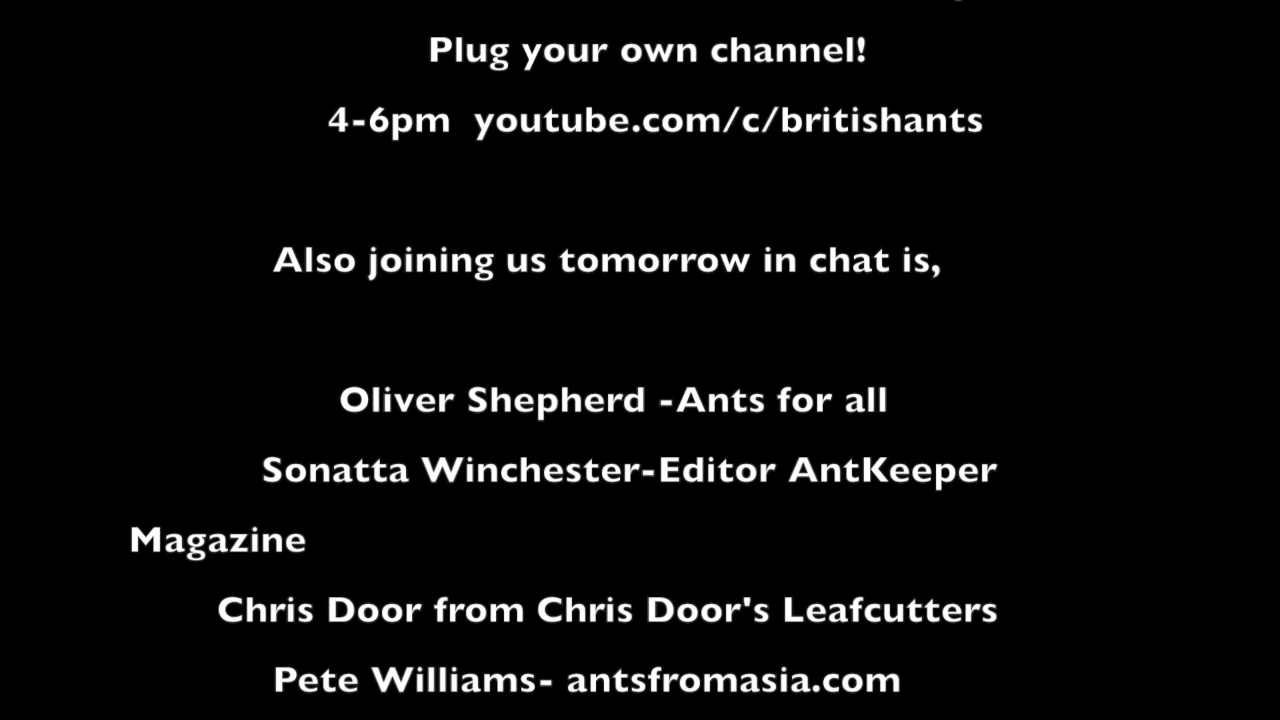 Plug your own channel!
4-6pm youtube.com/c/britishants
Also joining us tomorrow in chat is,
Oliver Shepherd -Ants for all
Sonatta Winchester-Editor AntKeeper
Magazine
Chris Door from Chris Door's Leafcutters
Pete Williams- antsfromasia.com